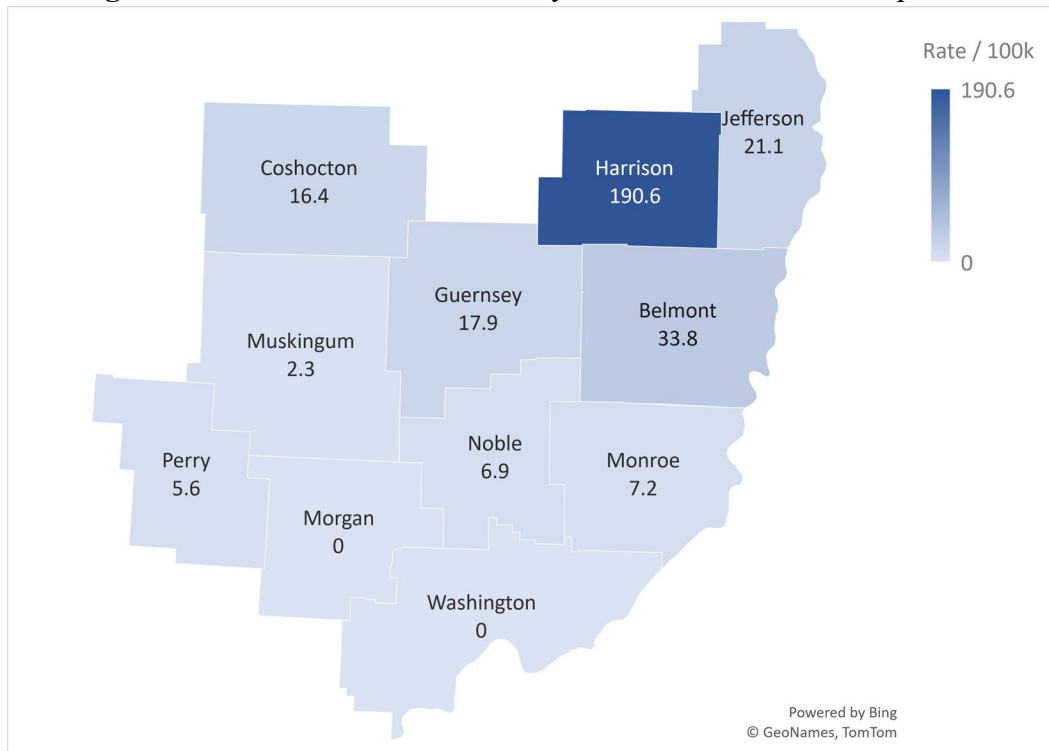 Rate / 100k
190.6
0
Jefferson
21.1
Harrison
190.6
Coshocton
16.4
Guernsey
17.9
Belmont
33.8
Muskingum
2.3
Noble
6.9
Monroe
7.2
Perry
5.6
Morgan
0
Washington
0
Powered by Bing
© GeoNames, TomTom